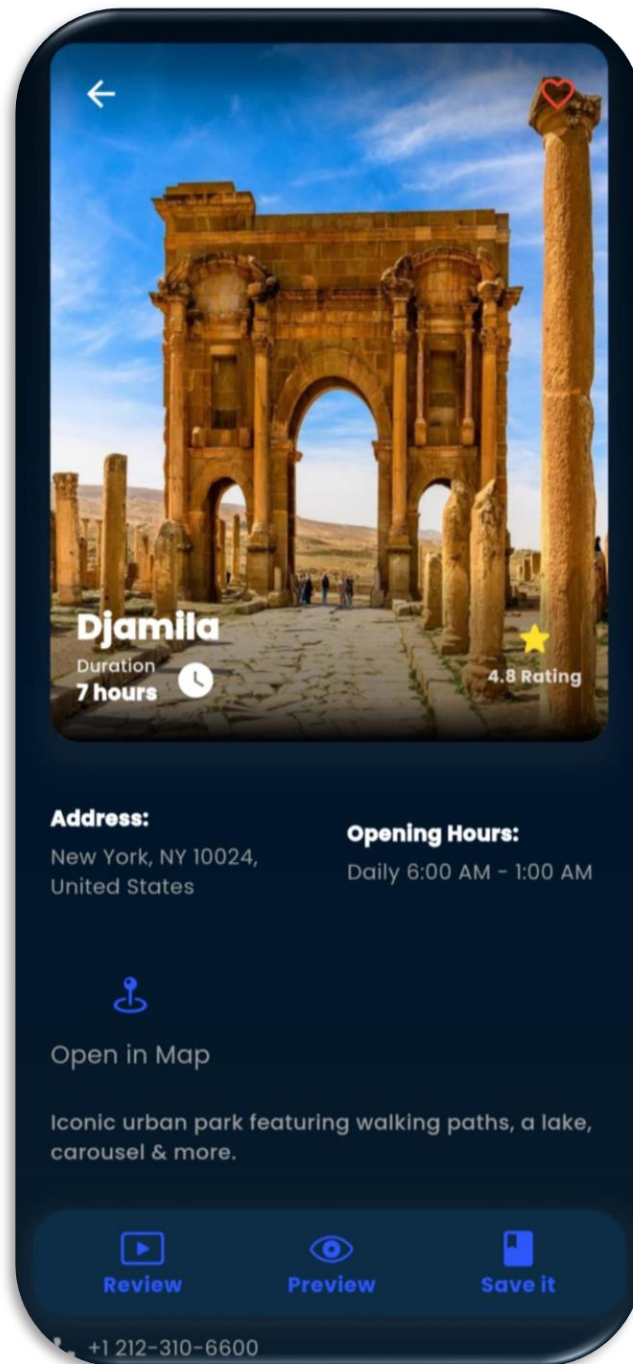 Djamila
Duration
7 hours
4.8 Rating
Address:
New York, NY 10024,
United States
Opening Hours:
Daily 6:00 AM - 1:00 AM
Open in Map
Iconic urban park featuring walking paths, a lake,
carousel & more.
Review
Preview
Save it
+1 212-310-6600